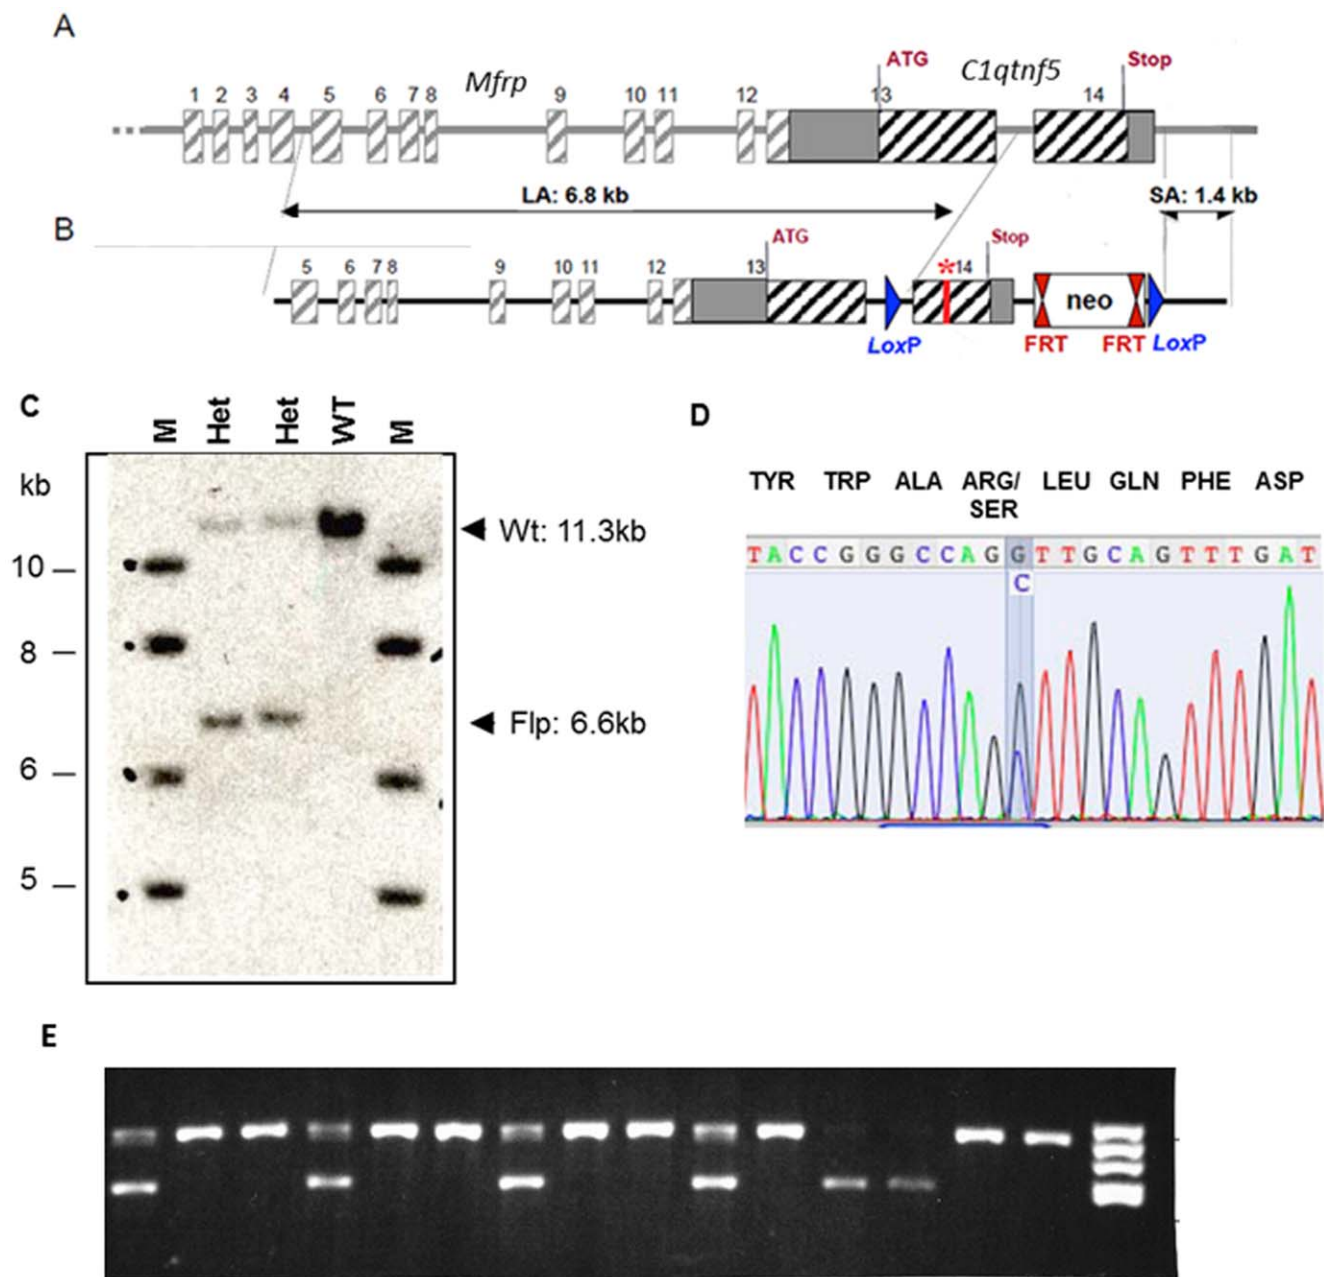 A
ATG
C1qtnf5
Stop
Mfrp
1 2 3 4 5 6 7 8 9 10 11 12 13 14
LA: 6.8 kb
SA: 1.4 kb
B
ATG
Stop
5 6 7 8 9 10 11 12 13 *14
neo
LoxP FRT FRT LoxP
C
M Het Het WT M
kb
Wt: 11.3kb
10
8
Flp: 6.6kb
6
5
D
TYR TRP ALA ARG/ LEU GLN PHE ASP
SER
T A C C G G G C C A G G T T G C A G T T T G A T
C
E